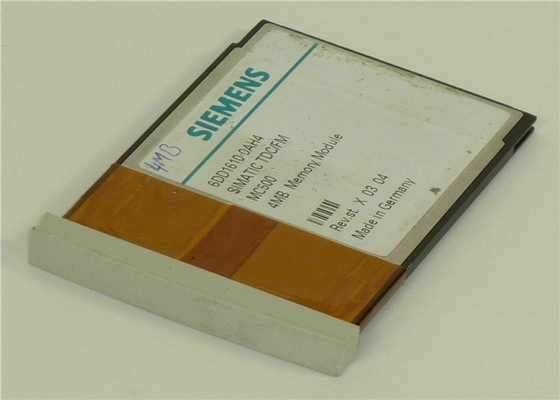 SIEMENS
6DD1610-0AH4
SIMATIC TDC/FM
MC500
4MB Memory Module
Rev.st X 03 04
Made in Germany
4MB